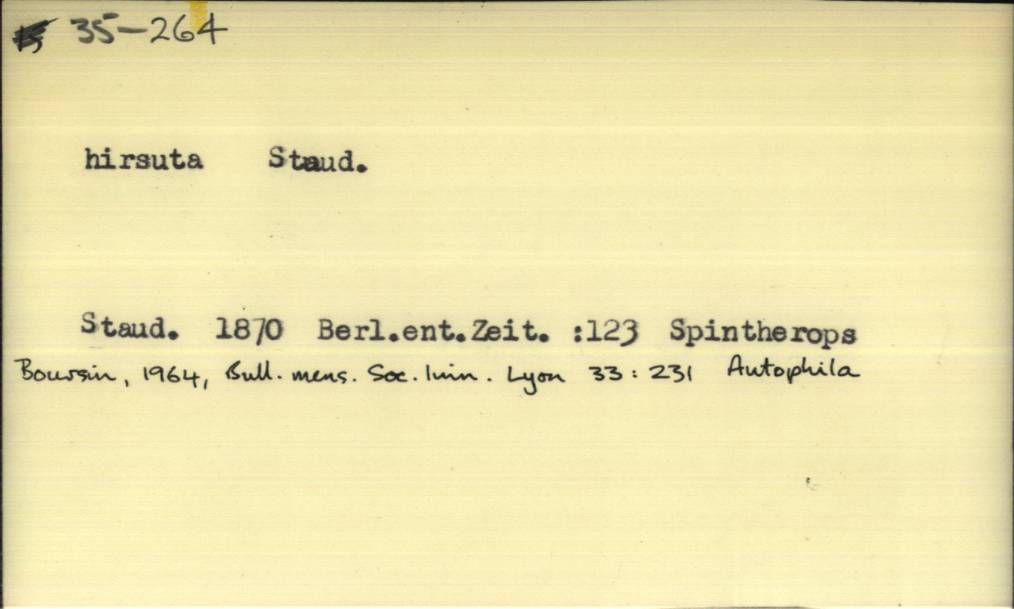 35-264
hirsuta Staud.
Staud. 1870 Berl.ent.Zeit. :123 Spintherops
Boursin, 1964, Bull. mens. Soc. linn. Lyon 33: 231 Autophila